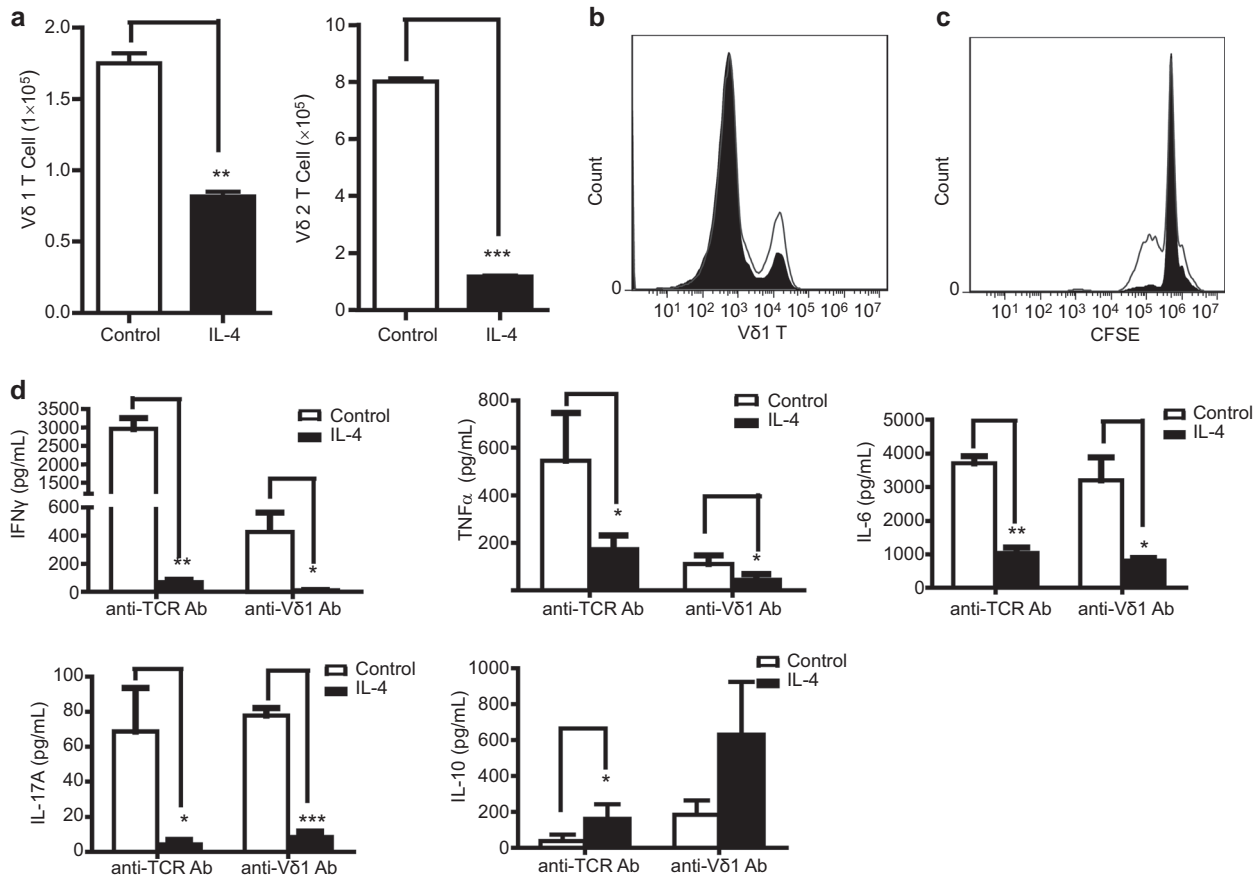 a
Vδ 1 T Cell (1×10⁵)
2.0
1.5
1.0
0.5
0.0
**
Control
IL-4
Vδ 2 T Cell (×10⁵)
10
8
6
4
2
0
***
Control
IL-4
b
Count
0
10¹ 10² 10³ 10⁴ 10⁵ 10⁶ 10⁷
Vδ1 T
c
Count
0
10¹ 10² 10³ 10⁴ 10⁵ 10⁶ 10⁷
CFSE
d
IFNγ (pg/mL)
3500
3000
2500
2000
1500
600
400
200
0
Control
IL-4
**
*
anti-TCR Ab
anti-Vδ1 Ab
TNFα (pg/mL)
800
600
400
200
Control
IL-4
*
*
anti-TCR Ab
anti-Vδ1 Ab
IL-6 (pg/mL)
5000
4000
3000
2000
1000
0
Control
IL-4
**
*
anti-TCR Ab
anti-Vδ1 Ab
IL-17A (pg/mL)
100
80
60
40
20
0
Control
IL-4
*
***
anti-TCR Ab
anti-Vδ1 Ab
IL-10 (pg/mL)
1000
800
600
400
200
0
Control
IL-4
*
anti-TCR Ab
anti-Vδ1 Ab